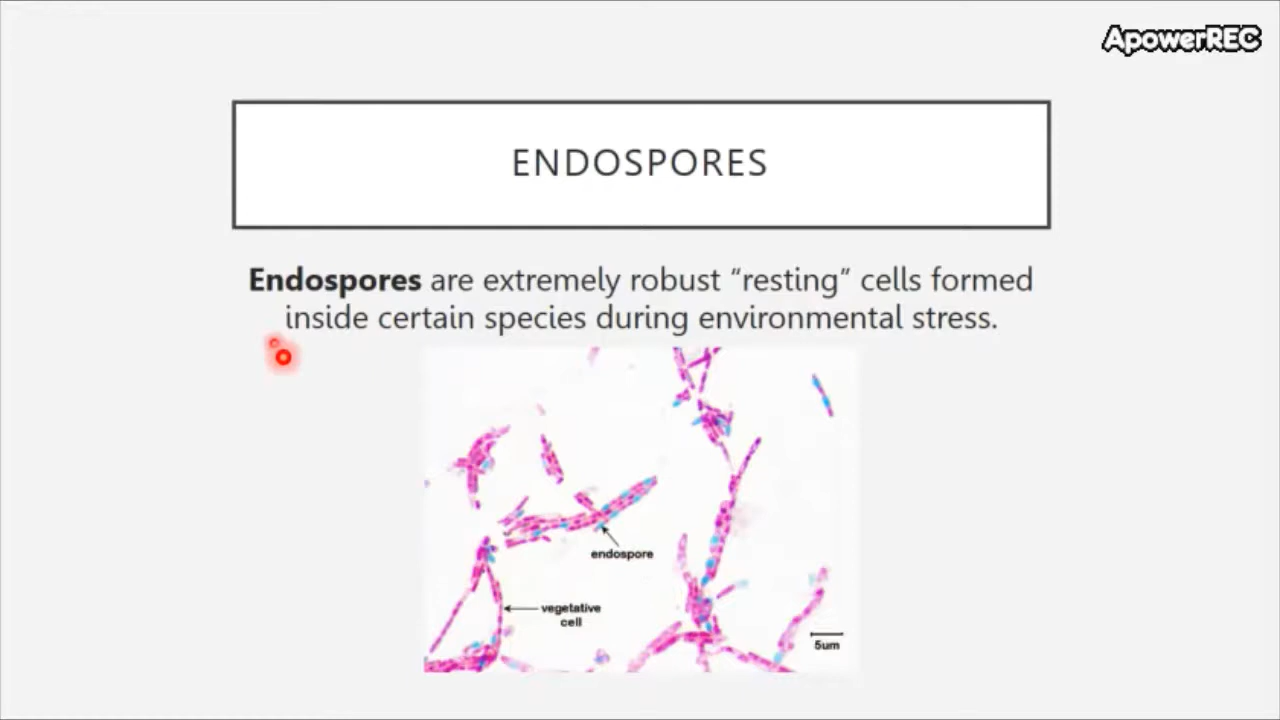 ApowerREC
ENDOSPORES
Endospores are extremely robust “resting” cells formed
inside certain species during environmental stress.
endospore
vegetative
cell
5um